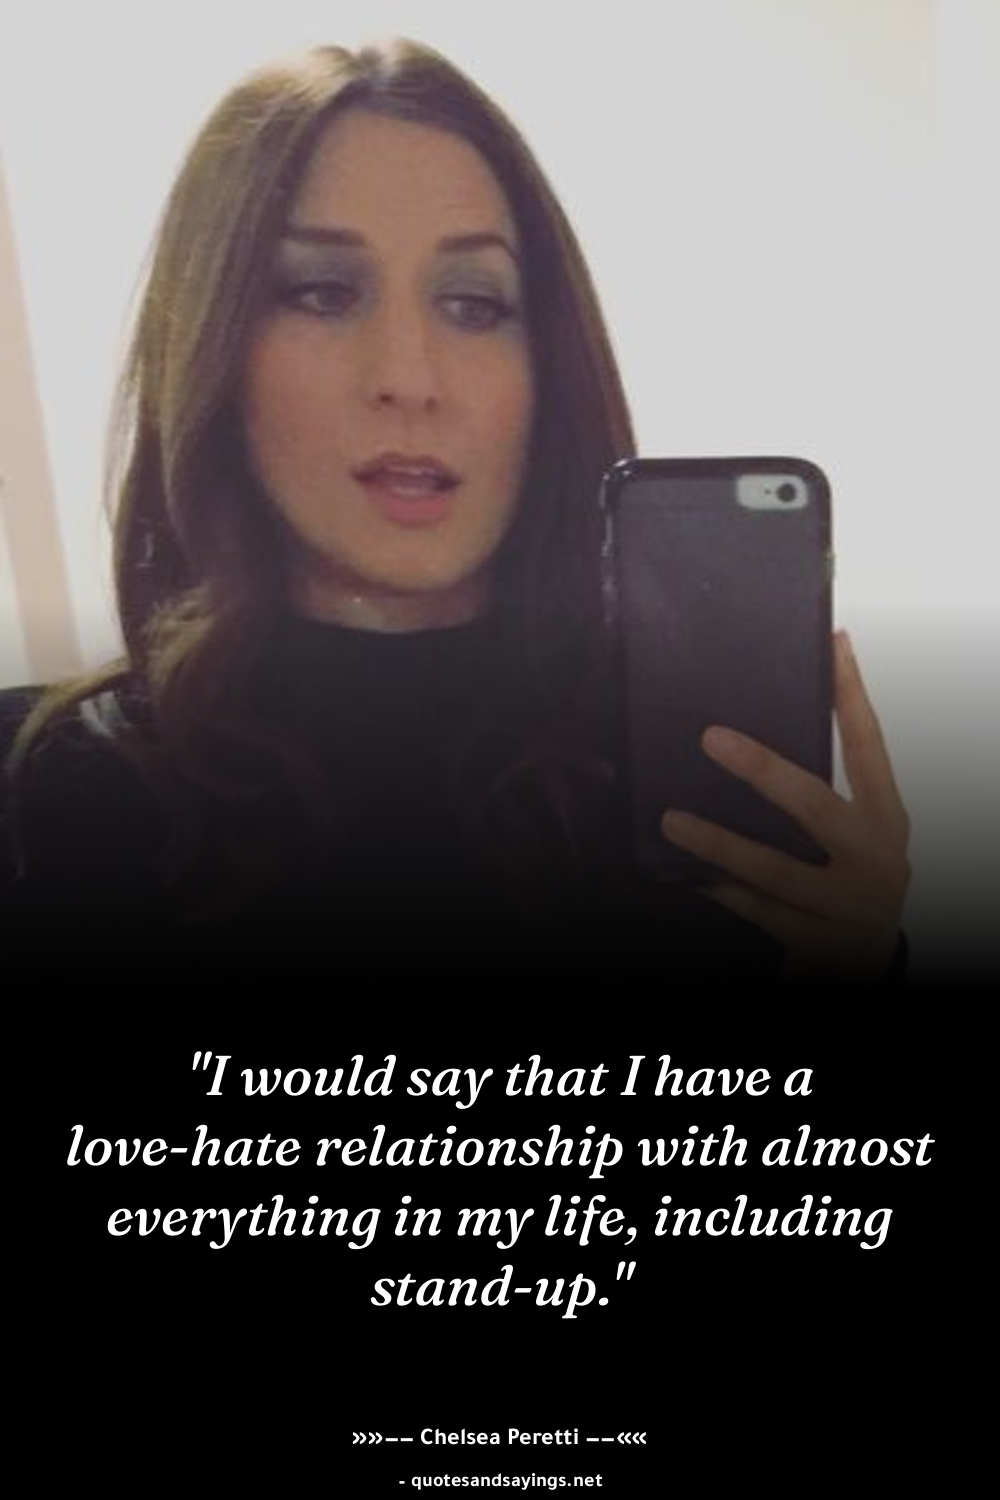 "I would say that I have a
love-hate relationship with almost
everything in my life, including
stand-up."
»»−− Chelsea Peretti −−««
- quotesandsayings.net